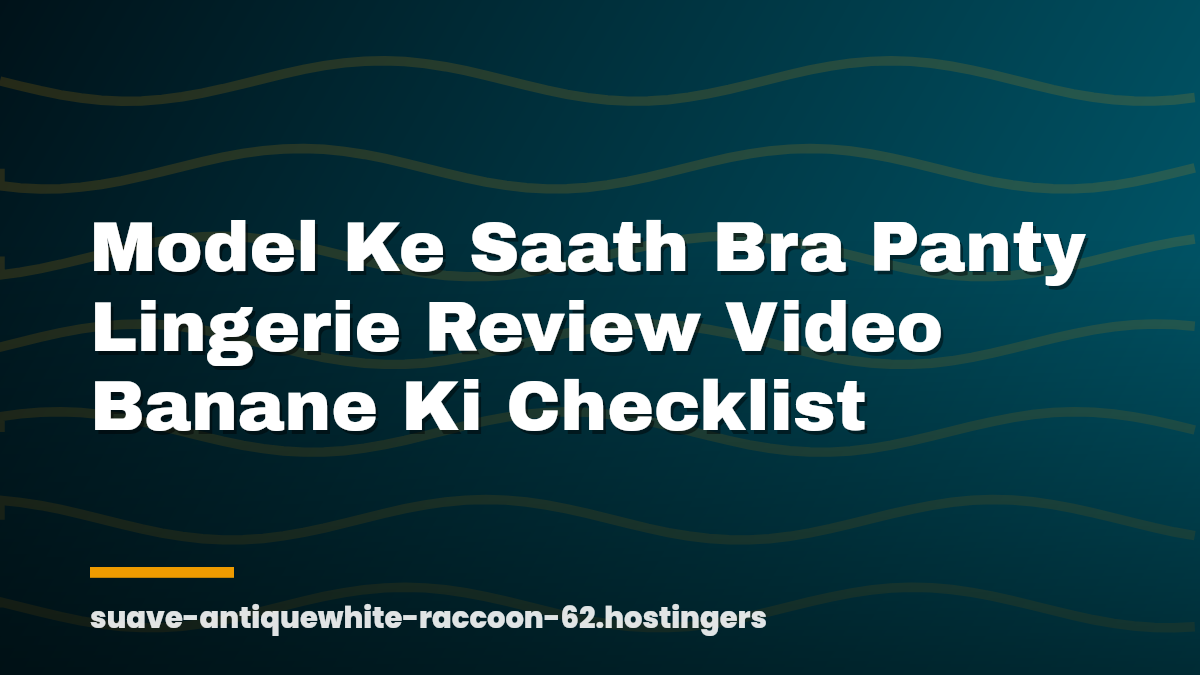 Model Ke Saath Bra Panty
Lingerie Review Video
Banane Ki Checklist
suave-antiquewhite-raccoon-62.hostingers